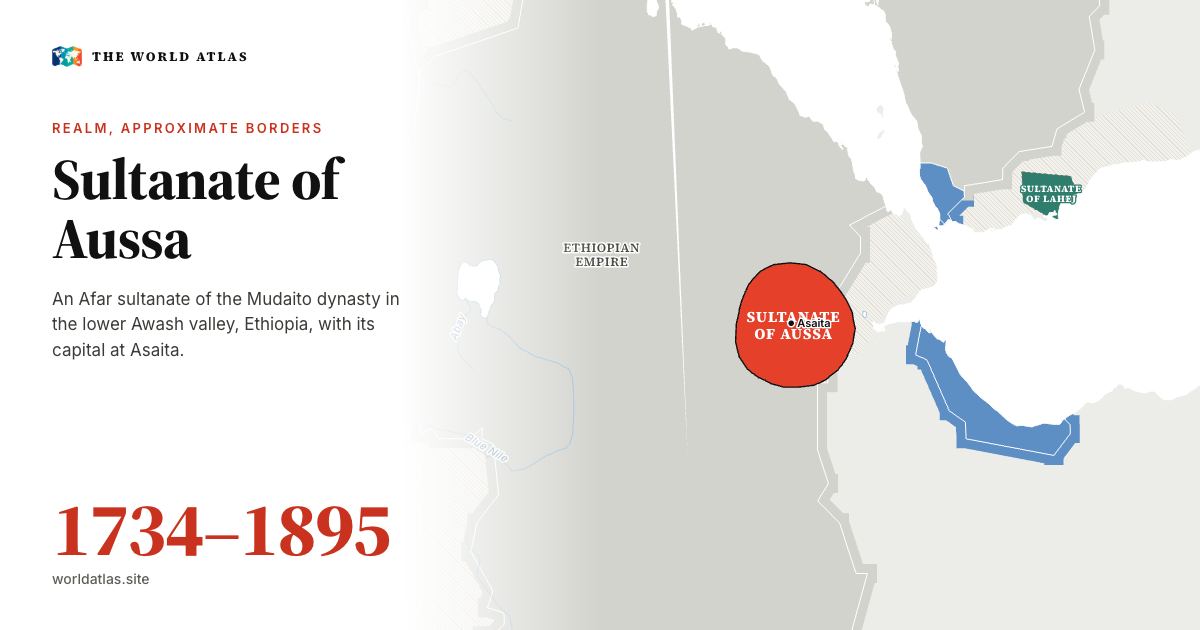 THE WORLD ATLAS
REALM, APPROXIMATE BORDERS
Sultanate of
Aussa
An Afar sultanate of the Mudaito dynasty in
the lower Awash valley, Ethiopia, with its
capital at Asaita.
1734–1895
worldatlas.site
ETHIOPIAN
EMPIRE
SULTANATE
OF AUSSA
Asaita
SULTANATE
OF LAHEJ
Abay
Blue Nile